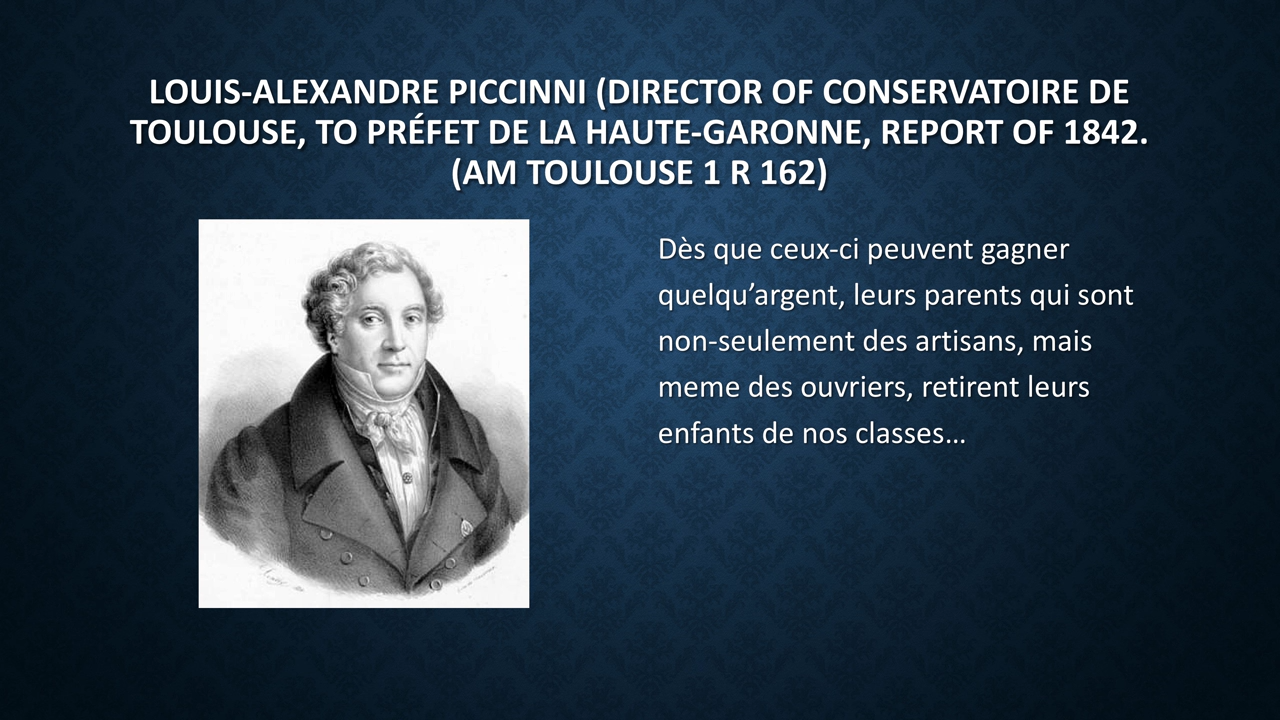 LOUIS-ALEXANDRE PICCINNI (DIRECTOR OF CONSERVATOIRE DE
TOULOUSE, TO PRÉFET DE LA HAUTE-GARONNE, REPORT OF 1842.
(AM TOULOUSE 1 R 162)
Dès que ceux-ci peuvent gagner
quelqu’argent, leurs parents qui sont
non-seulement des artisans, mais
meme des ouvriers, retirent leurs
enfants de nos classes…